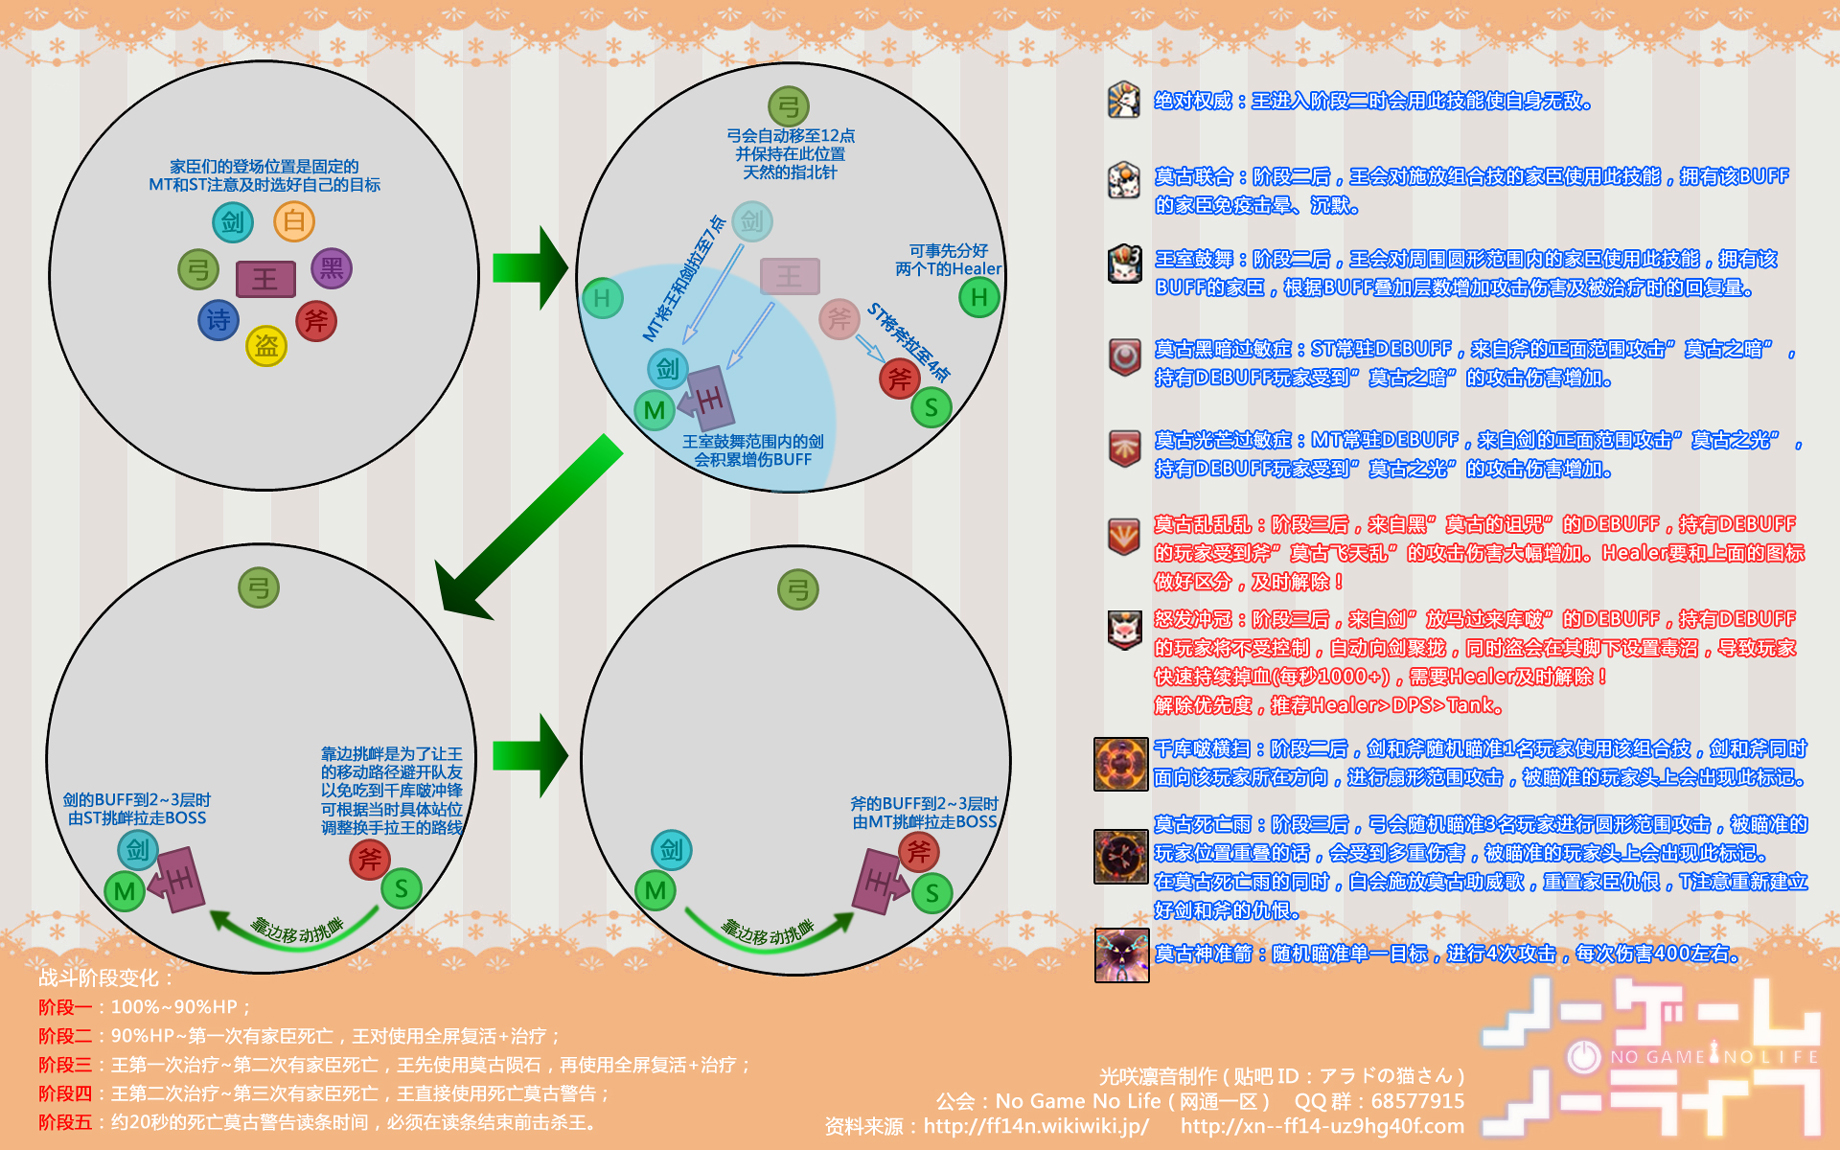 家臣们的登场位置是固定的
MT和ST注意及时选好自己的目标
剑
白
弓
王
黑
诗
斧
盗
弓
弓会自动移至12点
并保持在此位置
天然的指北针
剑
MT将王和剑拉至7点
王
可事先分好
两个T的Healer
H
H
斧
ST将斧拉至4点
剑
王
M
斧
S
王室鼓舞范围内的剑
会积累增伤BUFF
弓
靠边挑衅是为了让王
的移动路径避开队友
以免吃到千库啵冲锋
可根据当时具体站位
调整换手拉王的路线
剑的BUFF到2~3层时
由ST挑衅拉走BOSS
剑
王
M
斧
S
靠边移动挑衅
弓
斧的BUFF到2~3层时
由MT挑衅拉走BOSS
剑
M
王
斧
S
靠边移动挑衅
绝对权威：王进入阶段二时会用此技能使自身无敌。
莫古联合：阶段二后，王会对施放组合技的家臣使用此技能，拥有该BUFF
的家臣免疫击晕、沉默。
3
王室鼓舞：阶段二后，王会对周围圆形范围内的家臣使用此技能，拥有该
BUFF的家臣，根据BUFF叠加层数增加攻击伤害及被治疗时的回复量。
莫古黑暗过敏症：ST常驻DEBUFF，来自斧的正面范围攻击”莫古之暗”，
持有DEBUFF玩家受到”莫古之暗”的攻击伤害增加。
莫古光芒过敏症：MT常驻DEBUFF，来自剑的正面范围攻击”莫古之光”，
持有DEBUFF玩家受到”莫古之光”的攻击伤害增加。
莫古乱乱乱：阶段三后，来自黑”莫古的诅咒”的DEBUFF，持有DEBUFF
的玩家受到斧”莫古飞天乱”的攻击伤害大幅增加。Healer要和上面的图标
做好区分，及时解除！
怒发冲冠：阶段三后，来自剑”放马过来库啵”的DEBUFF，持有DEBUFF
的玩家将不受控制，自动向剑聚拢，同时盗会在其脚下设置毒沼，导致玩家
快速持续掉血(每秒1000+)，需要Healer及时解除！
解除优先度，推荐Healer>DPS>Tank。
千库啵横扫：阶段二后，剑和斧随机瞄准1名玩家使用该组合技，剑和斧同时
面向该玩家所在方向，进行扇形范围攻击，被瞄准的玩家头上会出现此标记。
莫古死亡雨：阶段三后，弓会随机瞄准3名玩家进行圆形范围攻击，被瞄准的
玩家位置重叠的话，会受到多重伤害，被瞄准的玩家头上会出现此标记。
在莫古死亡雨的同时，白会施放莫古助威歌，重置家臣仇恨，T注意重新建立
好剑和斧的仇恨。
莫古神准箭：随机瞄准单一目标，进行4次攻击，每次伤害400左右。
战斗阶段变化：
阶段一：100%~90%HP；
阶段二：90%HP~第一次有家臣死亡，王对使用全屏复活+治疗；
阶段三：王第一次治疗~第二次有家臣死亡，王先使用莫古陨石，再使用全屏复活+治疗；
阶段四：王第二次治疗~第三次有家臣死亡，王直接使用死亡莫古警告；
阶段五：约20秒的死亡莫古警告读条时间，必须在读条结束前击杀王。
光咲凛音制作 ( 贴吧 ID：アラドの猫さん )
公会：No Game No Life ( 网通一区 ) QQ 群：68577915
资料来源：http://ff14n.wikiwiki.jp/ http://xn--ff14-uz9hg40f.com
ノーゲーム
NO GAME NO LIFE
ノーライフ